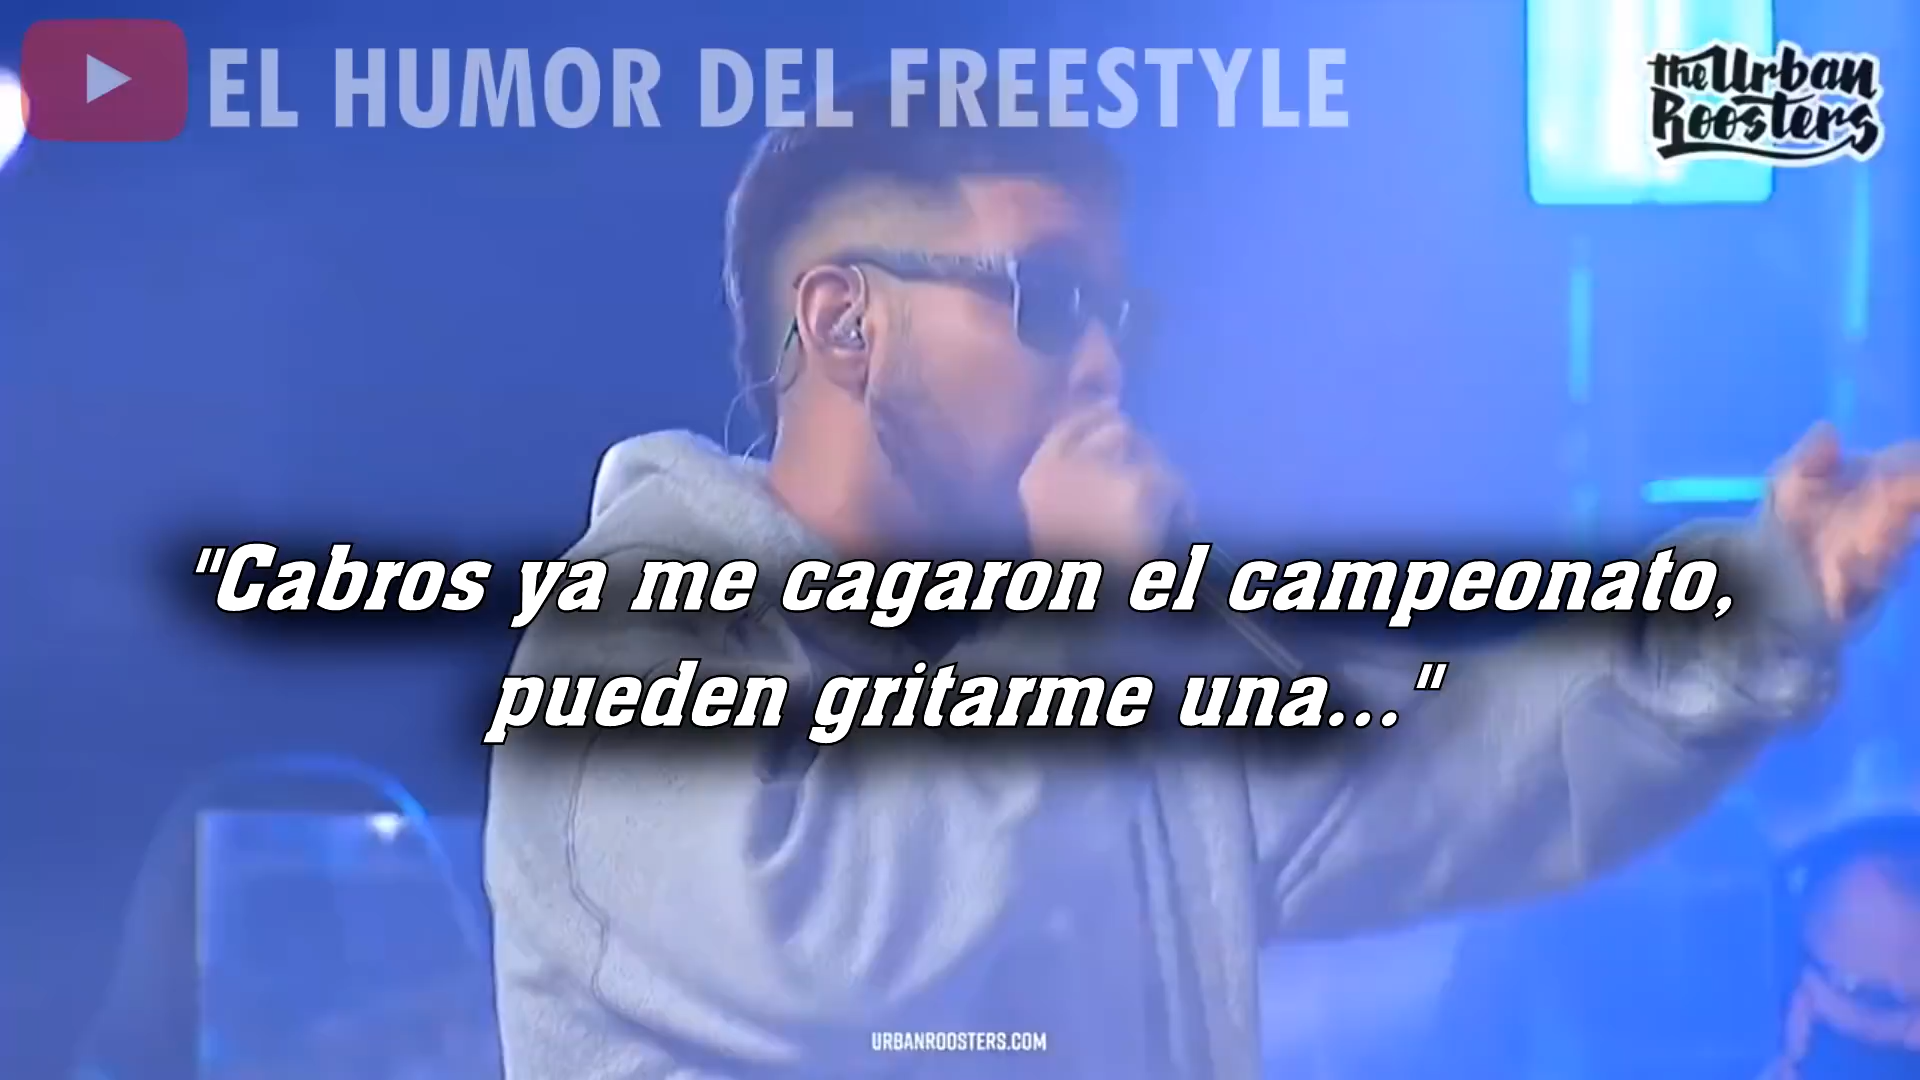 EL HUMOR DEL FREESTYLE
the Urban
Roosters
"Cabros ya me cagaron el campeonato,
pueden gritarme una..."
URBANROOSTERS.COM